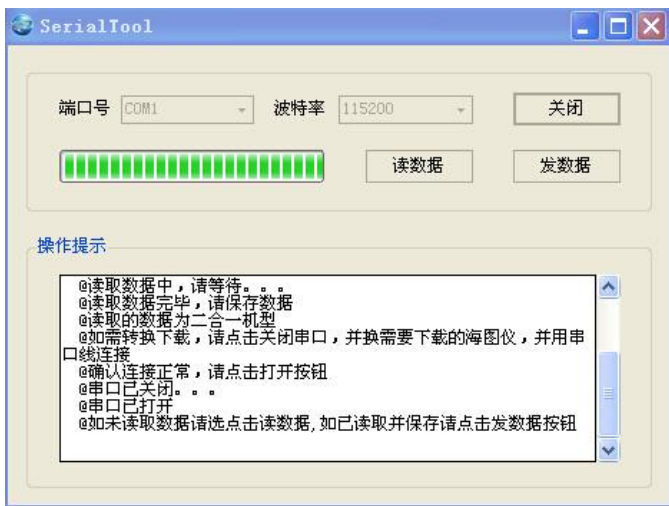 SerialTool
端口号 COM1 波特率 115200 关闭
读数据 发数据
操作提示
@读取数据中，请等待。。。
@读取数据完毕，请保存数据
@读取的数据为二合一机型
@如需转换下载，请点击关闭串口，并换需要下载的海图仪，并用串
口线连接
@确认连接正常，请点击打开按钮
@串口已关闭。。。
@串口已打开
@如未读取数据请选点击读数据,如已读取并保存请点击发数据按钮